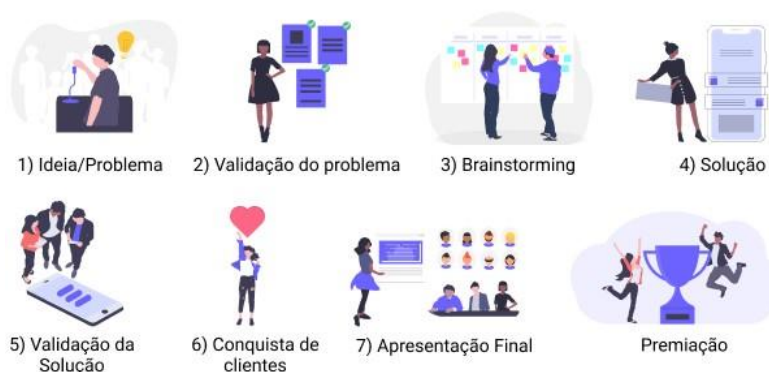 1) Ideia/Problema
2) Validação do problema
3) Brainstorming
4) Solução
5) Validação da
Solução
6) Conquista de
clientes
7) Apresentação Final
Premiação